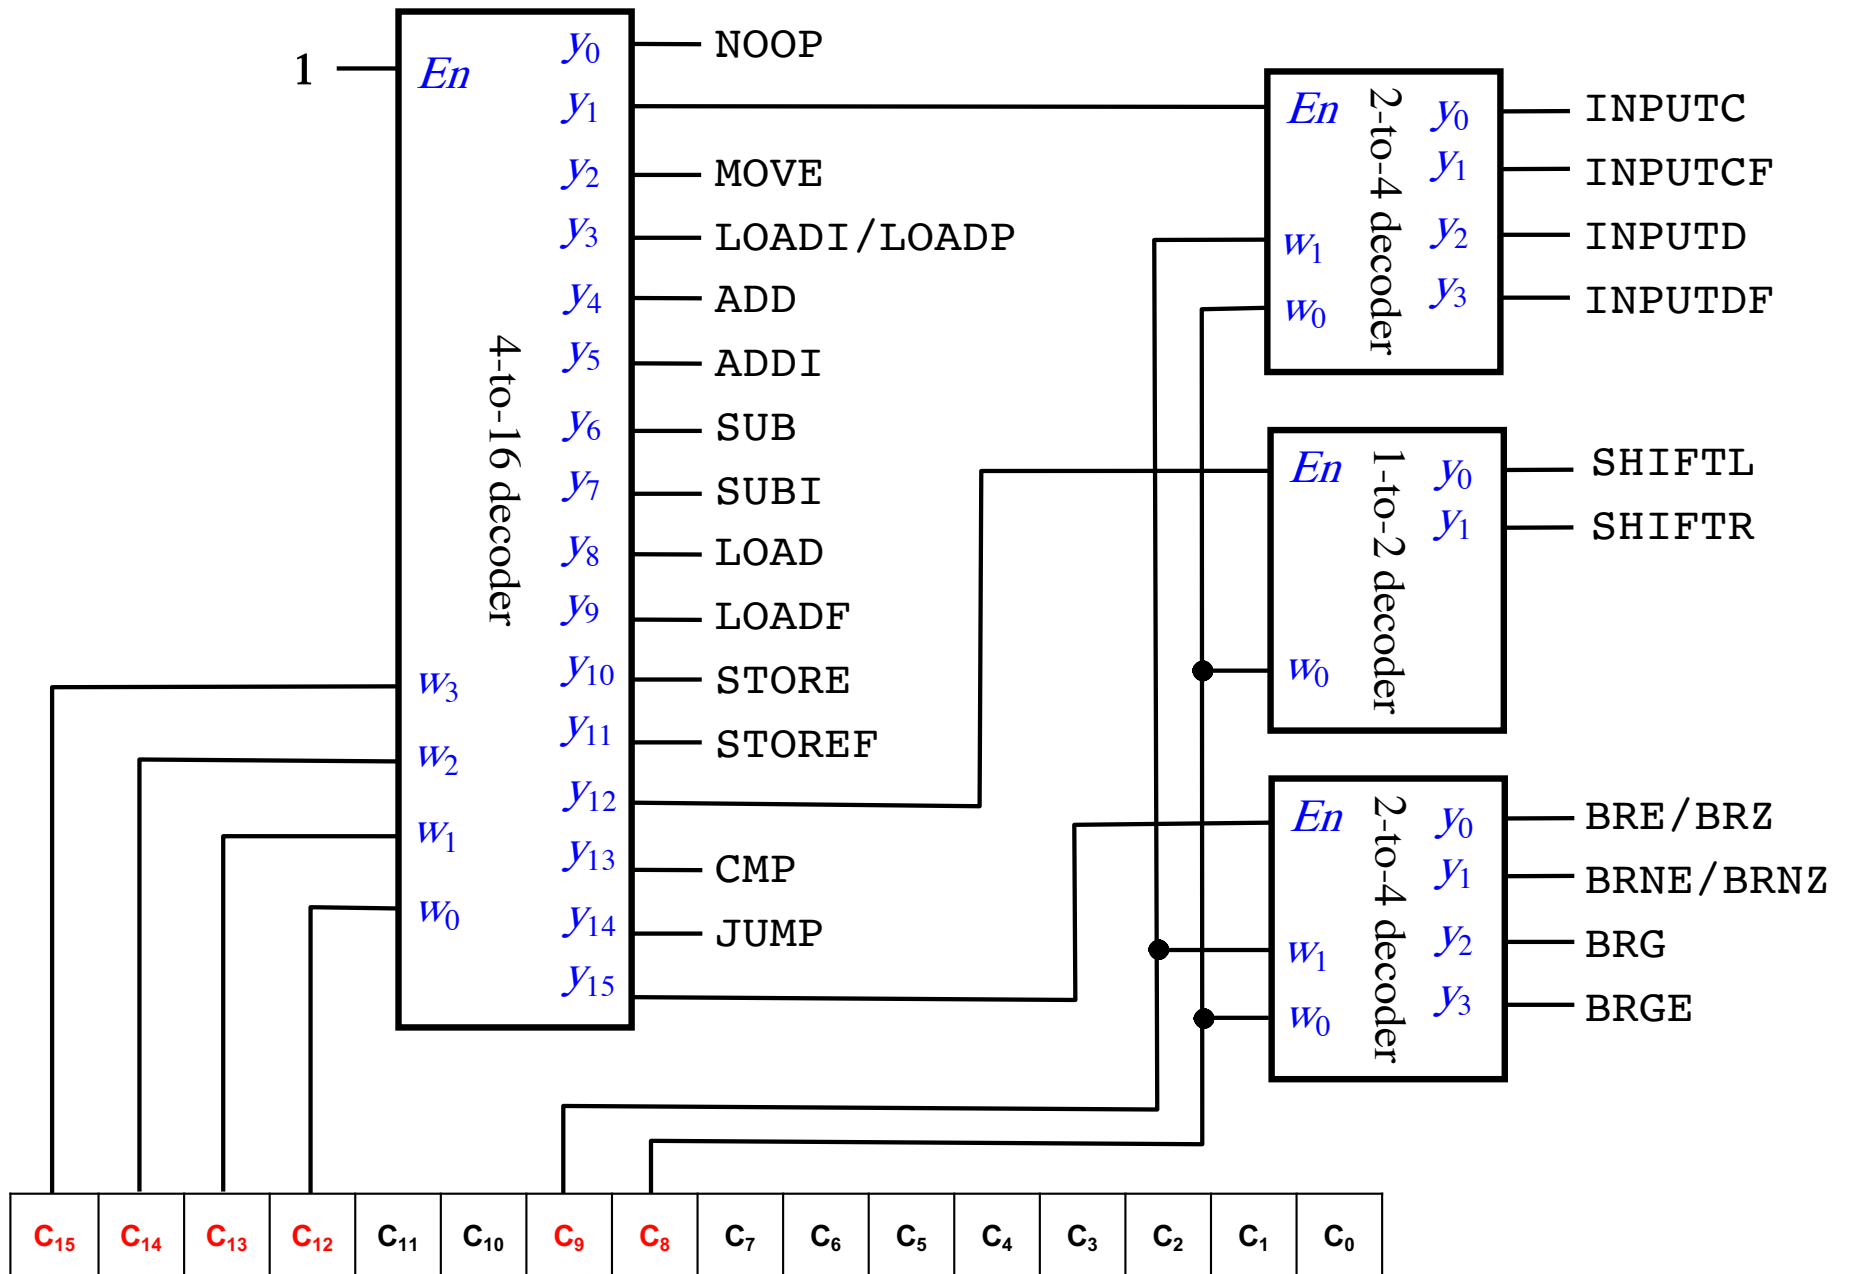 1
En
4-to-16 decoder
w3
w2
w1
w0
y0 NOOP
y1
y2 MOVE
y3 LOADI/LOADP
y4 ADD
y5 ADDI
y6 SUB
y7 SUBI
y8 LOAD
y9 LOADF
y10 STORE
y11 STOREF
y12
y13 CMP
y14 JUMP
y15
En
w1
w0
2-to-4 decoder
y0 INPUTC
y1 INPUTCF
y2 INPUTD
y3 INPUTDF
En
w0
1-to-2 decoder
y0 SHIFTL
y1 SHIFTR
En
w1
w0
2-to-4 decoder
y0 BRE/BRZ
y1 BRNE/BRNZ
y2 BRG
y3 BRGE
C15 C14 C13 C12 C11 C10 C9 C8 C7 C6 C5 C4 C3 C2 C1 C0